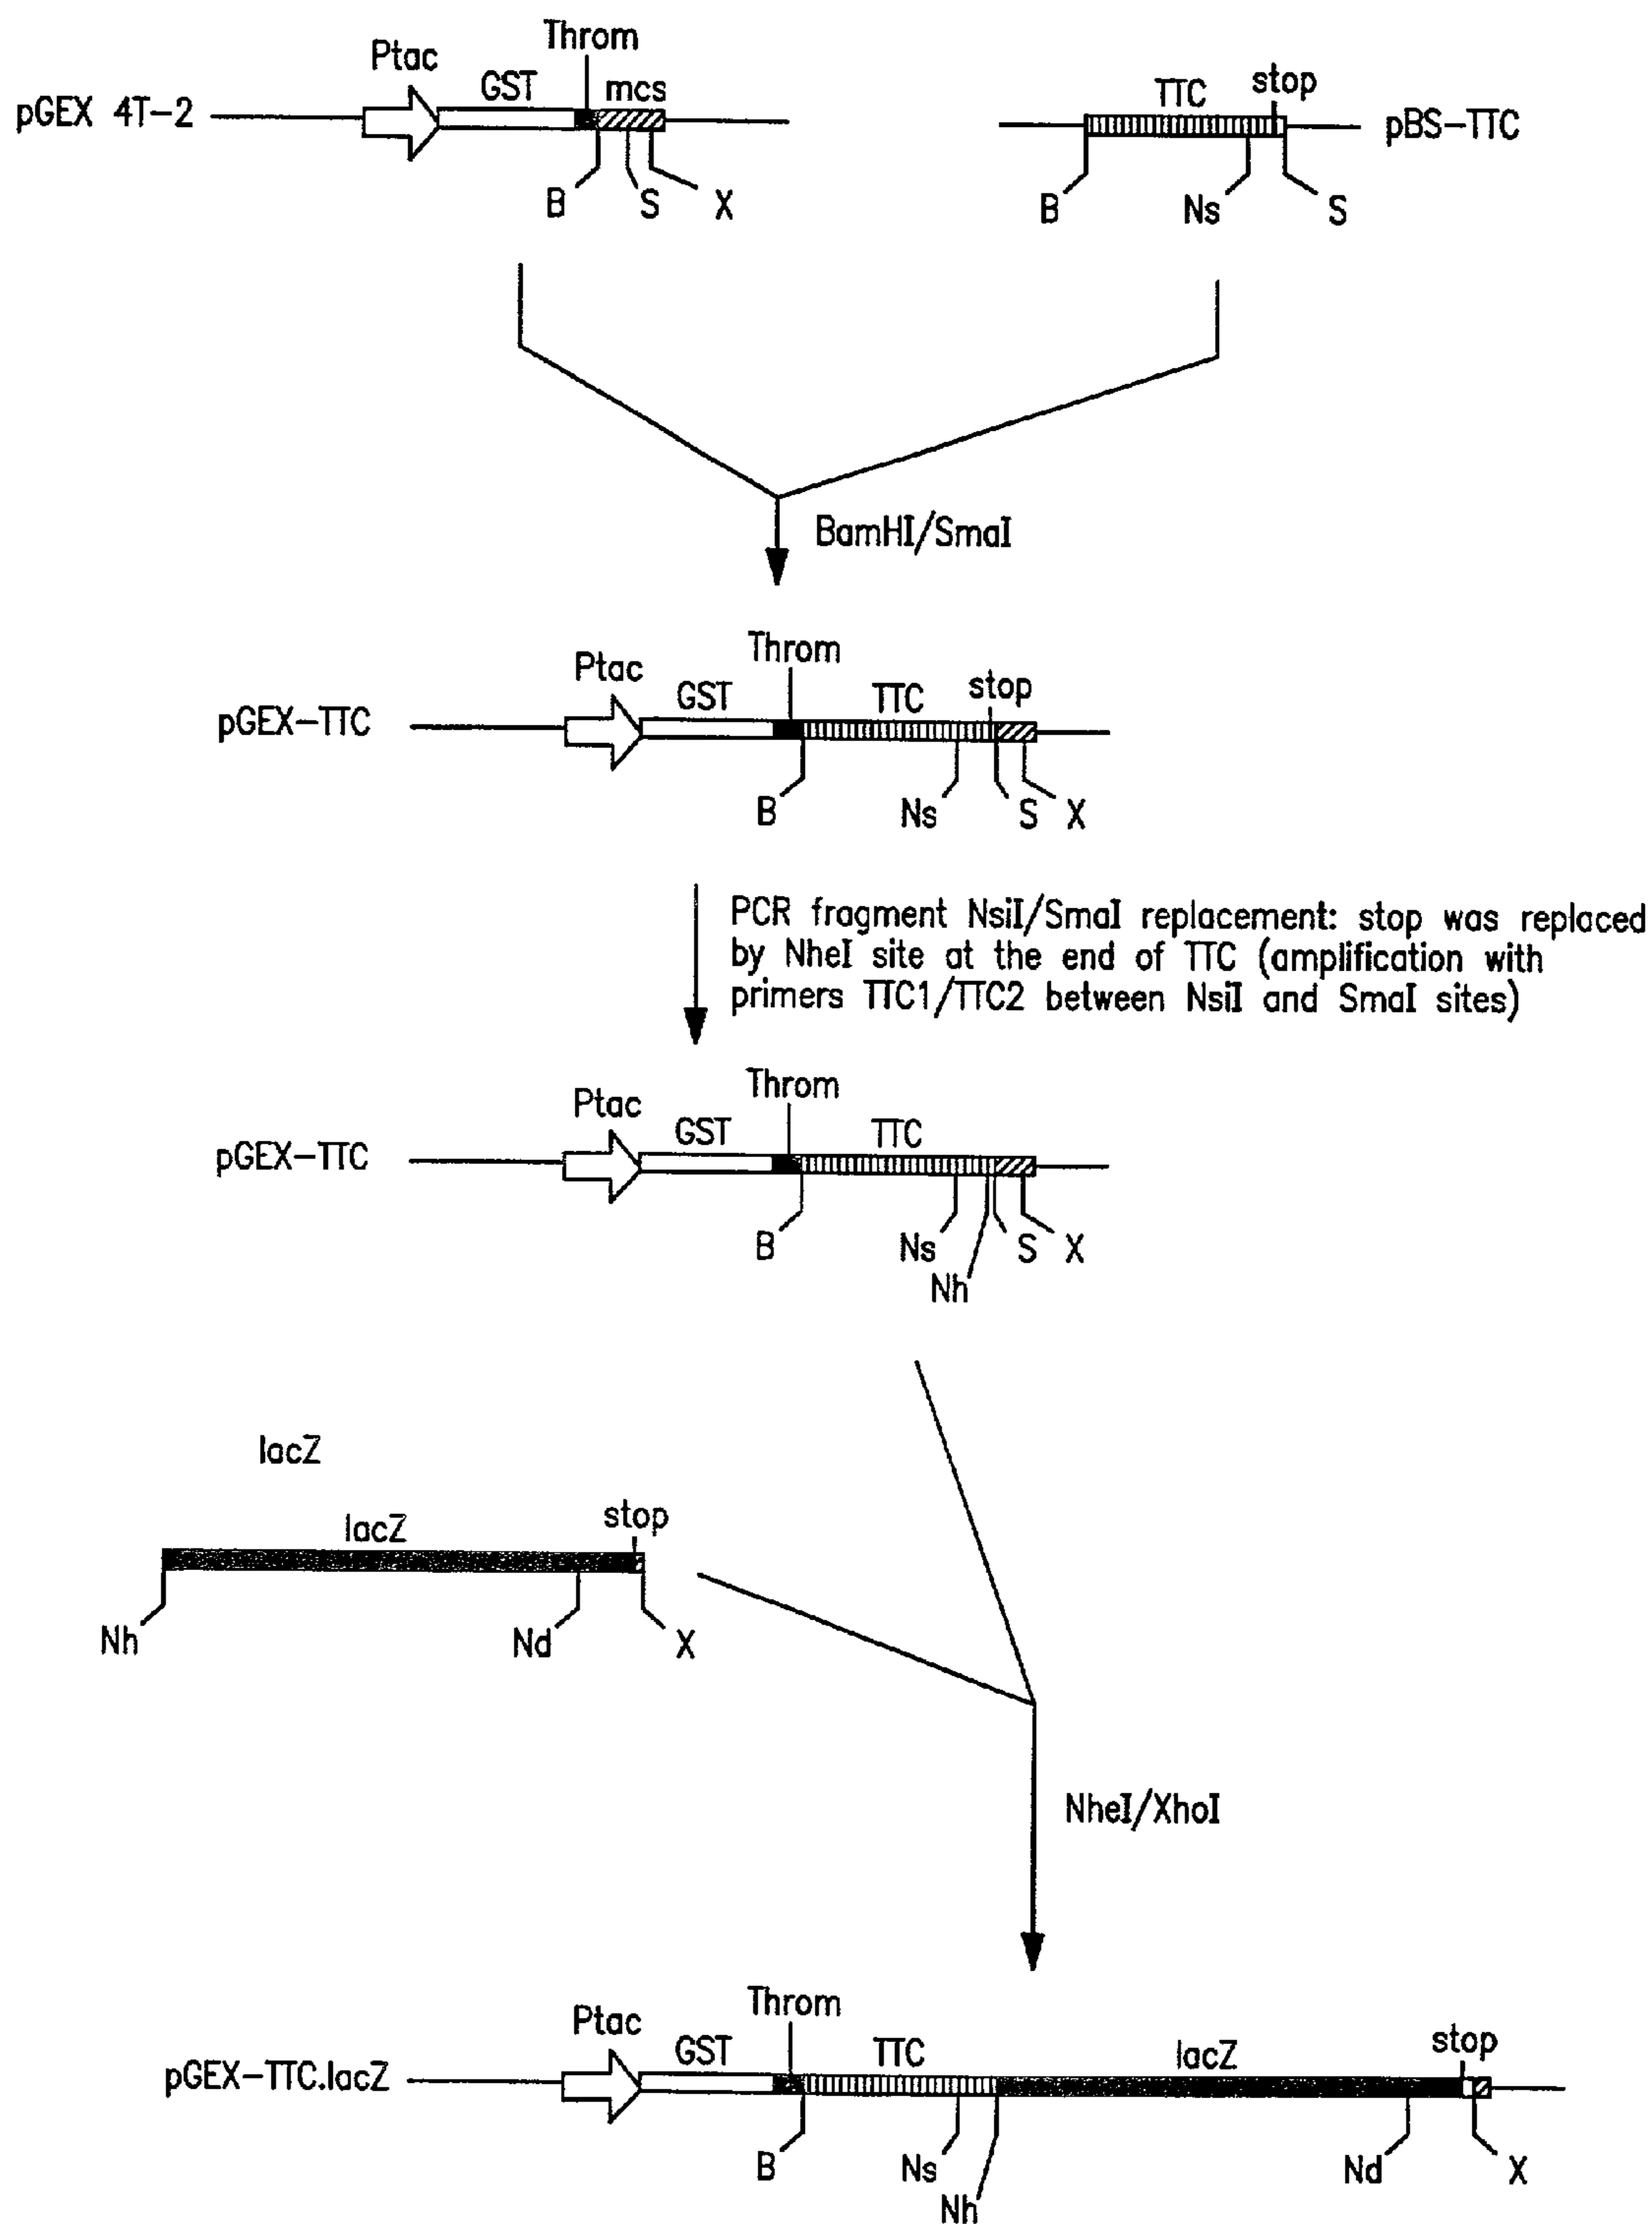 Throm
Ptac
GST
mcs
pGEX 4T-2
B
S
X
TTC
stop
pBS-TTC
B
Ns
S
BamHI/SmaI
Throm
Ptac
GST
TTC
stop
pGEX-TTC
B
Ns
S
X
PCR fragment NsiI/SmaI replacement: stop was replaced
by NheI site at the end of TTC (amplification with
primers TTC1/TTC2 between NsiI and SmaI sites)
Throm
Ptac
GST
TTC
pGEX-TTC
B
Ns
S
X
Nh
lacZ
lacZ
stop
Nh
Nd
X
NheI/XhoI
Throm
Ptac
GST
TTC
lacZ
stop
pGEX-TTC.lacZ
B
Ns
Nd
X
Nh